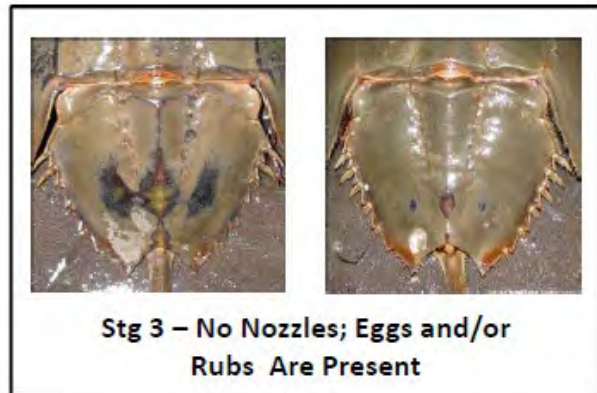 Stg 3 – No Nozzles; Eggs and/or
Rubs Are Present